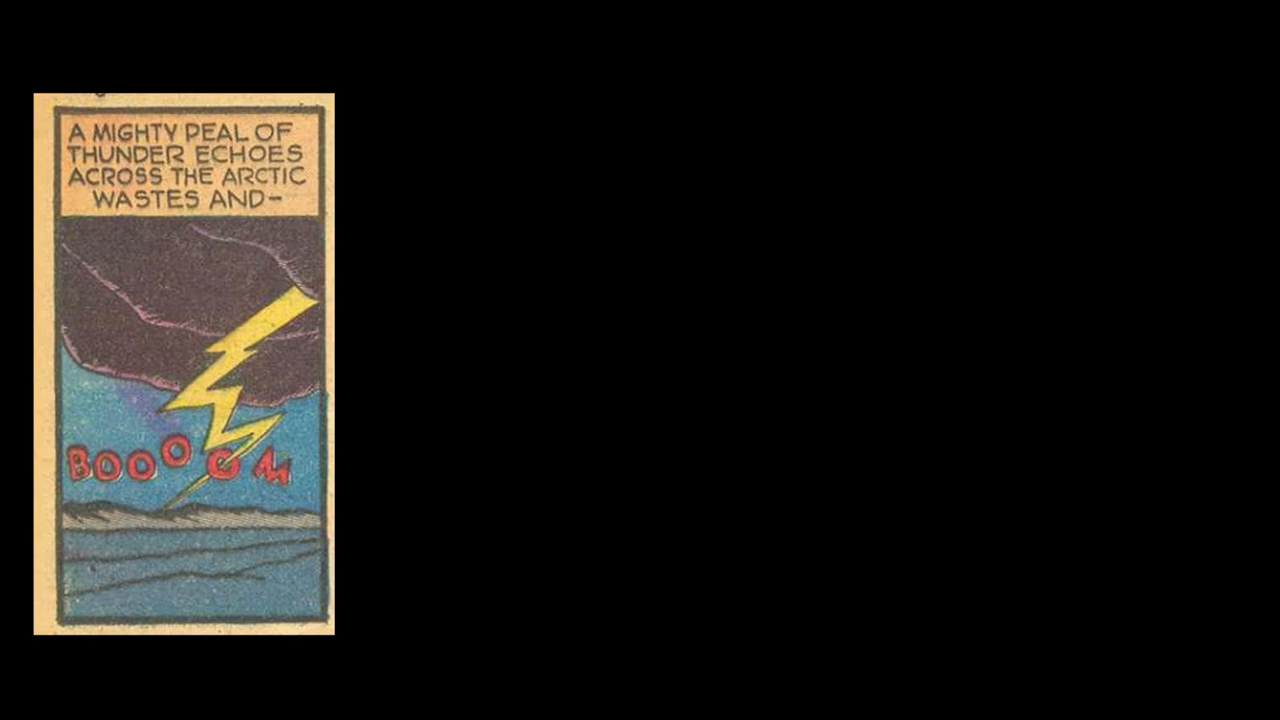 A MIGHTY PEAL OF
THUNDER ECHOES
ACROSS THE ARCTIC
WASTES AND-
BOOOOM